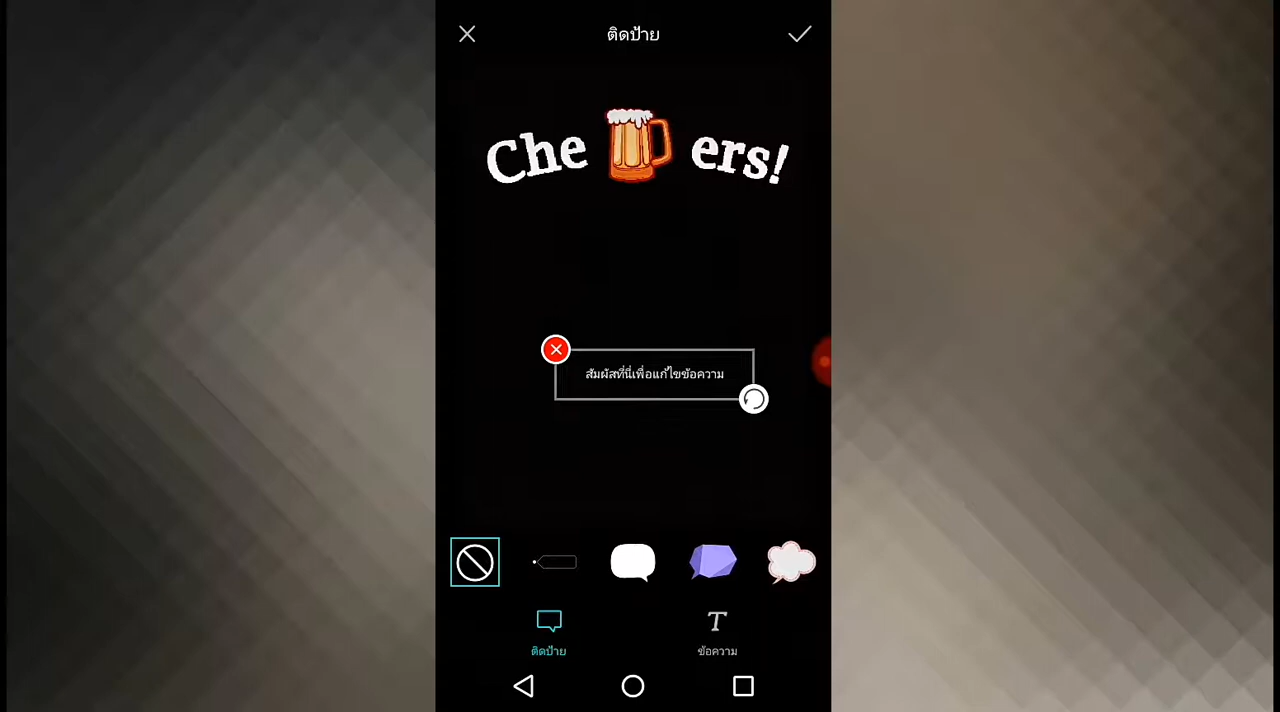 ติดป้าย
Che ers!
สัมผัสที่นี่เพื่อแก้ไขข้อความ
ติดป้าย
ข้อความ